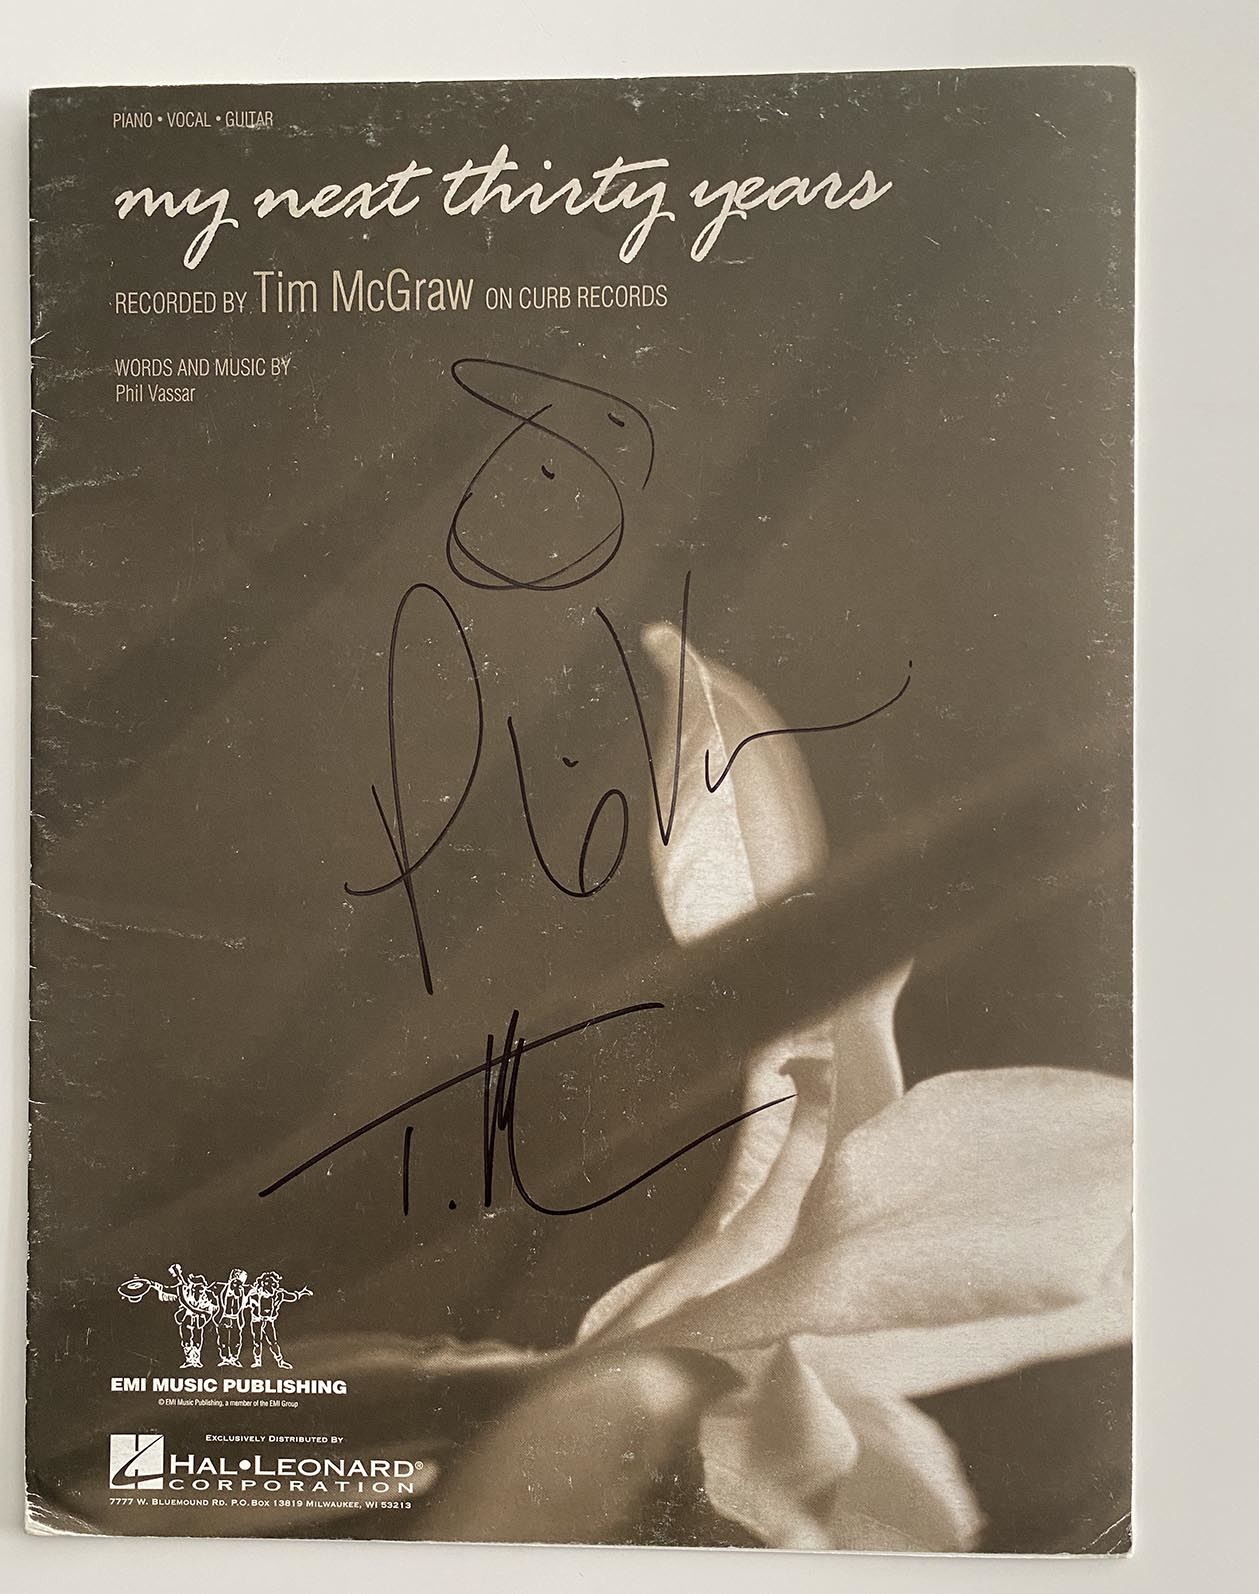 PIANO • VOCAL • GUITAR
my next thirty years
RECORDED BY Tim McGraw ON CURB RECORDS
WORDS AND MUSIC BY
Phil Vassar
EMI MUSIC PUBLISHING
© EMI Music Publishing, a member of the EMI Group
EXCLUSIVELY DISTRIBUTED BY
HAL•LEONARD®
CORPORATION
7777 W. BLUEMOUND RD. P.O. BOX 13819 MILWAUKEE, WI 53213